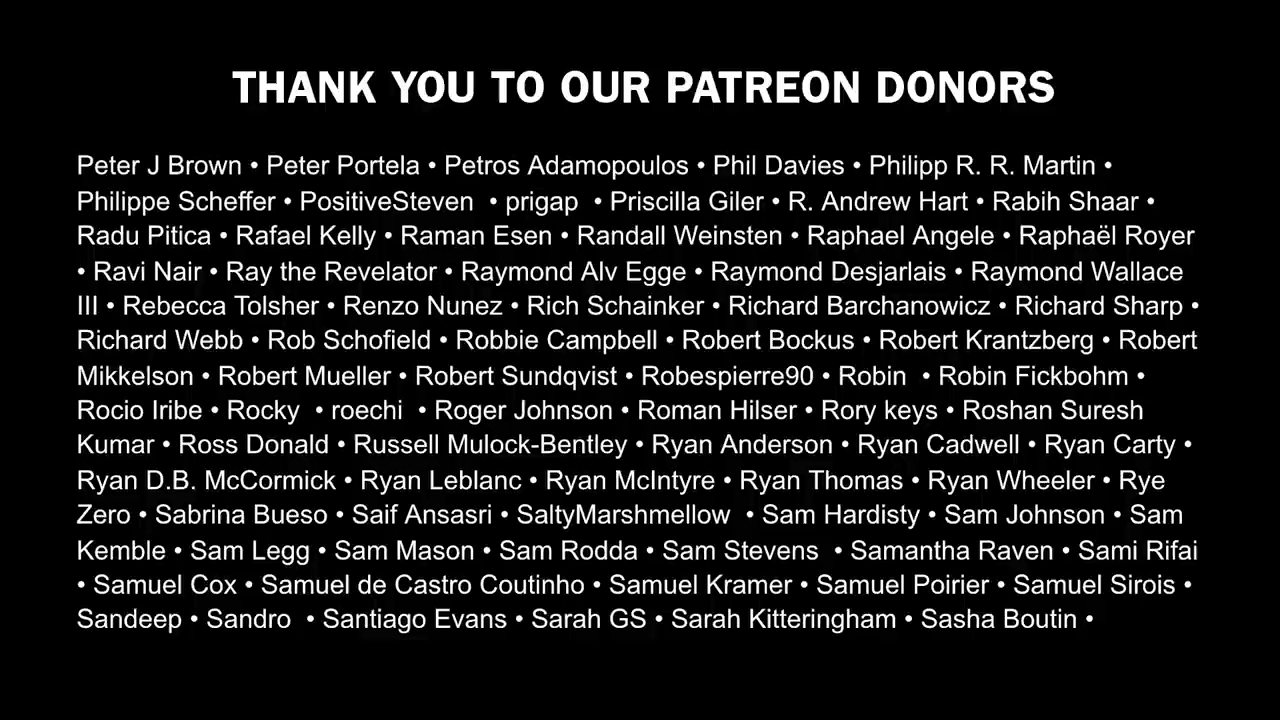 THANK YOU TO OUR PATREON DONORS
Peter J Brown • Peter Portela • Petros Adamopoulos • Phil Davies • Philipp R. R. Martin •
Philippe Scheffer • PositiveSteven • prigap • Priscilla Giler • R. Andrew Hart • Rabih Shaar •
Radu Pitica • Rafael Kelly • Raman Esen • Randall Weinsten • Raphael Angele • Raphaël Royer
• Ravi Nair • Ray the Revelator • Raymond Alv Egge • Raymond Desjarlais • Raymond Wallace
III • Rebecca Tolsher • Renzo Nunez • Rich Schainker • Richard Barchanowicz • Richard Sharp •
Richard Webb • Rob Schofield • Robbie Campbell • Robert Bockus • Robert Krantzberg • Robert
Mikkelson • Robert Mueller • Robert Sundqvist • Robespierre90 • Robin • Robin Fickbohm •
Rocio Iribe • Rocky • roechi • Roger Johnson • Roman Hilser • Rory keys • Roshan Suresh
Kumar • Ross Donald • Russell Mulock-Bentley • Ryan Anderson • Ryan Cadwell • Ryan Carty •
Ryan D.B. McCormick • Ryan Leblanc • Ryan McIntyre • Ryan Thomas • Ryan Wheeler • Rye
Zero • Sabrina Bueso • Saif Ansasri • SaltyMarshmellow • Sam Hardisty • Sam Johnson • Sam
Kemble • Sam Legg • Sam Mason • Sam Rodda • Sam Stevens • Samantha Raven • Sami Rifai
• Samuel Cox • Samuel de Castro Coutinho • Samuel Kramer • Samuel Poirier • Samuel Sirois •
Sandeep • Sandro • Santiago Evans • Sarah GS • Sarah Kitteringham • Sasha Boutin •